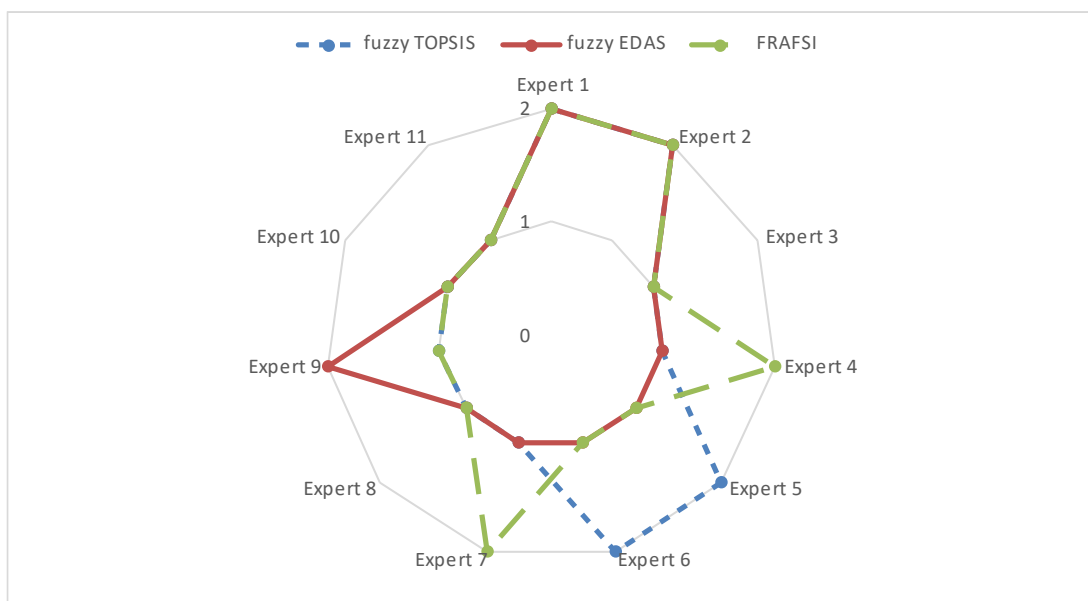 fuzzy TOPSIS fuzzy EDAS FRAFSI
Expert 1
2
Expert 11
Expert 2
1
Expert 10
Expert 3
0
Expert 9
Expert 4
Expert 8
Expert 5
Expert 7
Expert 6